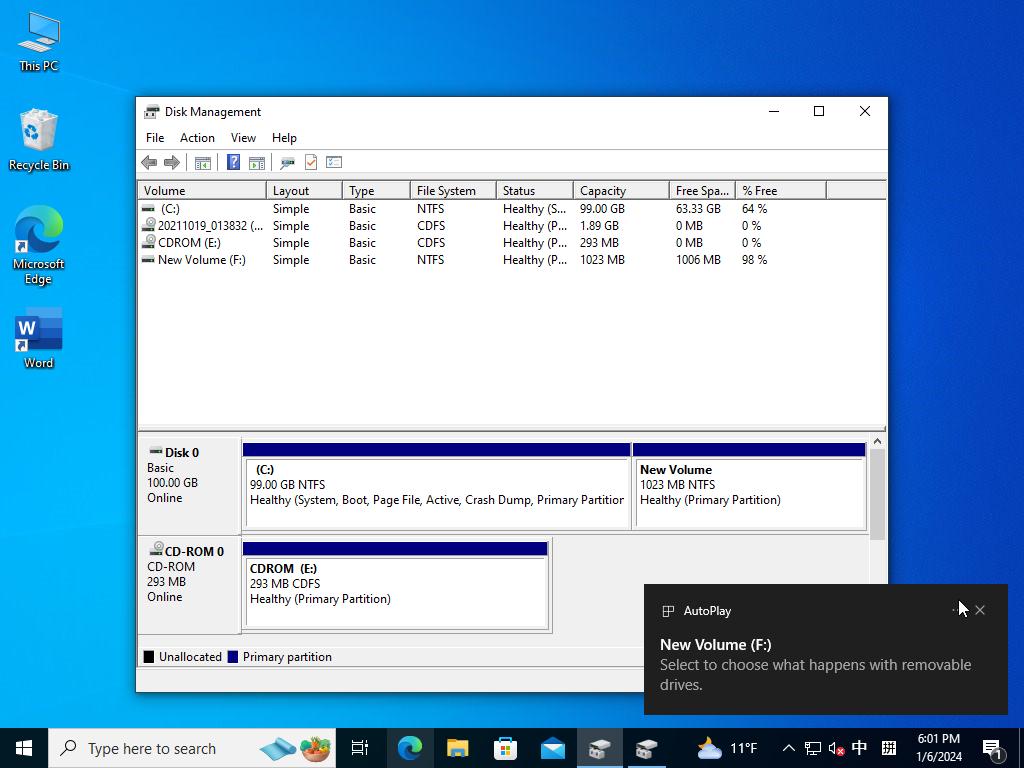 This PC
Recycle Bin
Microsoft
Edge
Word
Disk Management
File Action View Help
Volume Layout Type File System Status Capacity Free Spa... % Free
(C:) Simple Basic NTFS Healthy (S... 99.00 GB 63.33 GB 64 %
20211019_013832 (... Simple Basic CDFS Healthy (P... 1.89 GB 0 MB 0 %
CDROM (E:) Simple Basic CDFS Healthy (P... 293 MB 0 MB 0 %
New Volume (F:) Simple Basic NTFS Healthy (P... 1023 MB 1006 MB 98 %
Disk 0
Basic
100.00 GB
Online
(C:)
99.00 GB NTFS
Healthy (System, Boot, Page File, Active, Crash Dump, Primary Partitior
New Volume
1023 MB NTFS
Healthy (Primary Partition)
CD-ROM 0
CD-ROM
293 MB
Online
CDROM (E:)
293 MB CDFS
Healthy (Primary Partition)
Unallocated Primary partition
AutoPlay
New Volume (F:)
Select to choose what happens with removable
drives.
Type here to search
11°F
中
拼
6:01 PM
1/6/2024
1